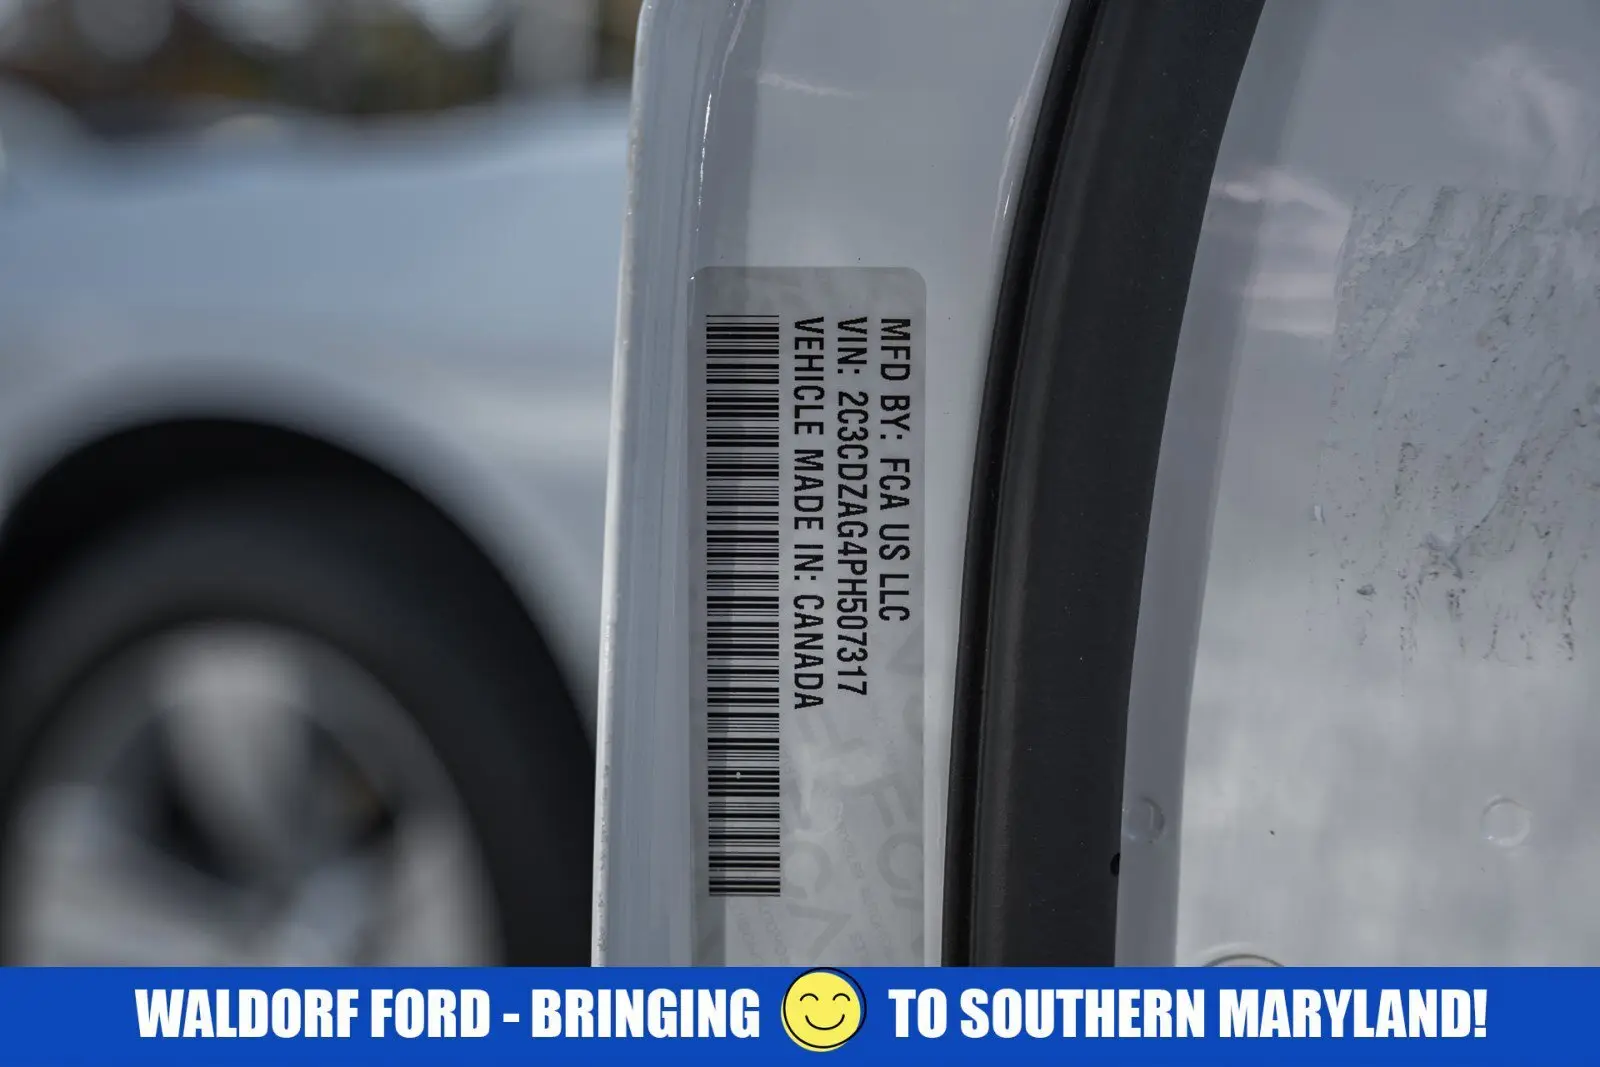 MFD BY: FCA US LLC
VIN: 2C3CDZAG4PH507317
VEHICLE MADE IN: CANADA
WALDORF FORD - BRINGING TO SOUTHERN MARYLAND!